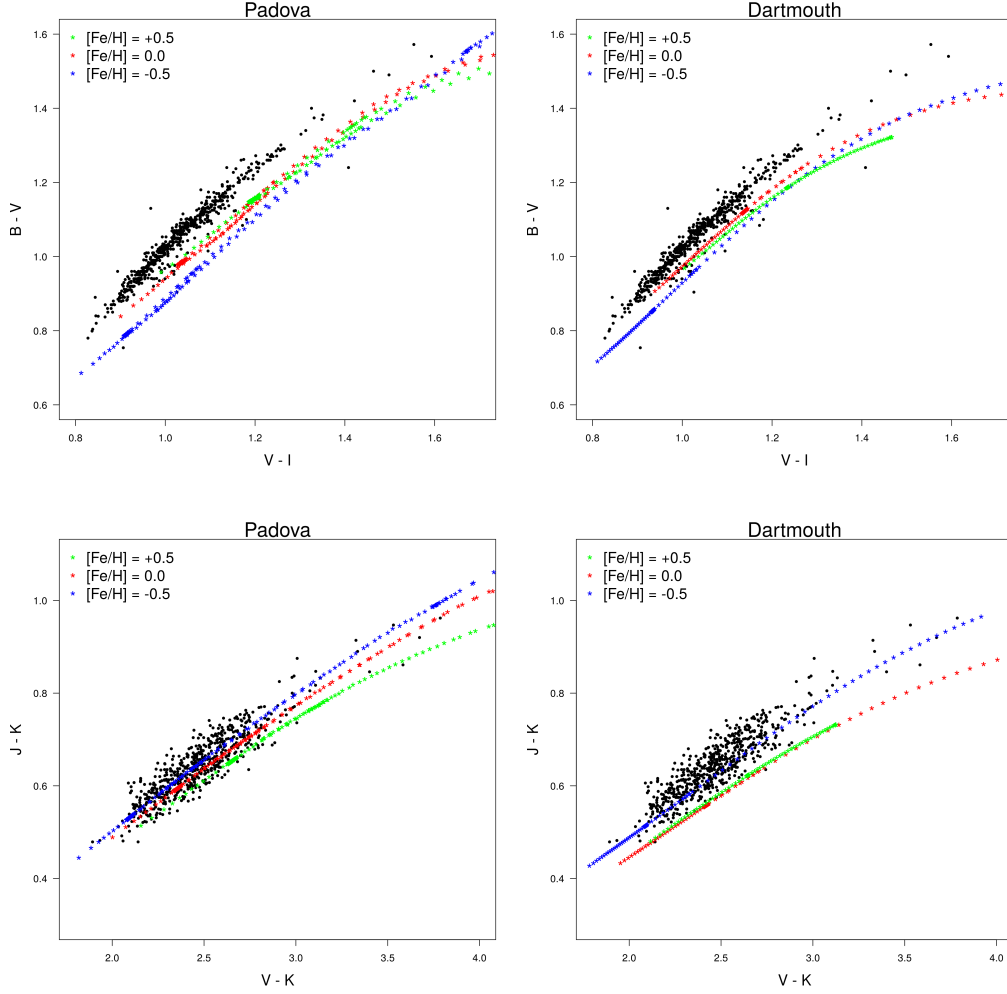 Padova
Dartmouth
[Fe/H] = +0.5
[Fe/H] = 0.0
[Fe/H] = -0.5
[Fe/H] = +0.5
[Fe/H] = 0.0
[Fe/H] = -0.5
B - V
1.6
1.4
1.2
1.0
0.8
0.6
B - V
1.6
1.4
1.2
1.0
0.8
0.6
0.8
1.0
1.2
1.4
1.6
0.8
1.0
1.2
1.4
1.6
V - I
V - I
Padova
Dartmouth
[Fe/H] = +0.5
[Fe/H] = 0.0
[Fe/H] = -0.5
[Fe/H] = +0.5
[Fe/H] = 0.0
[Fe/H] = -0.5
J - K
1.0
0.8
0.6
0.4
J - K
1.0
0.8
0.6
0.4
2.0
2.5
3.0
3.5
4.0
2.0
2.5
3.0
3.5
4.0
V - K
V - K